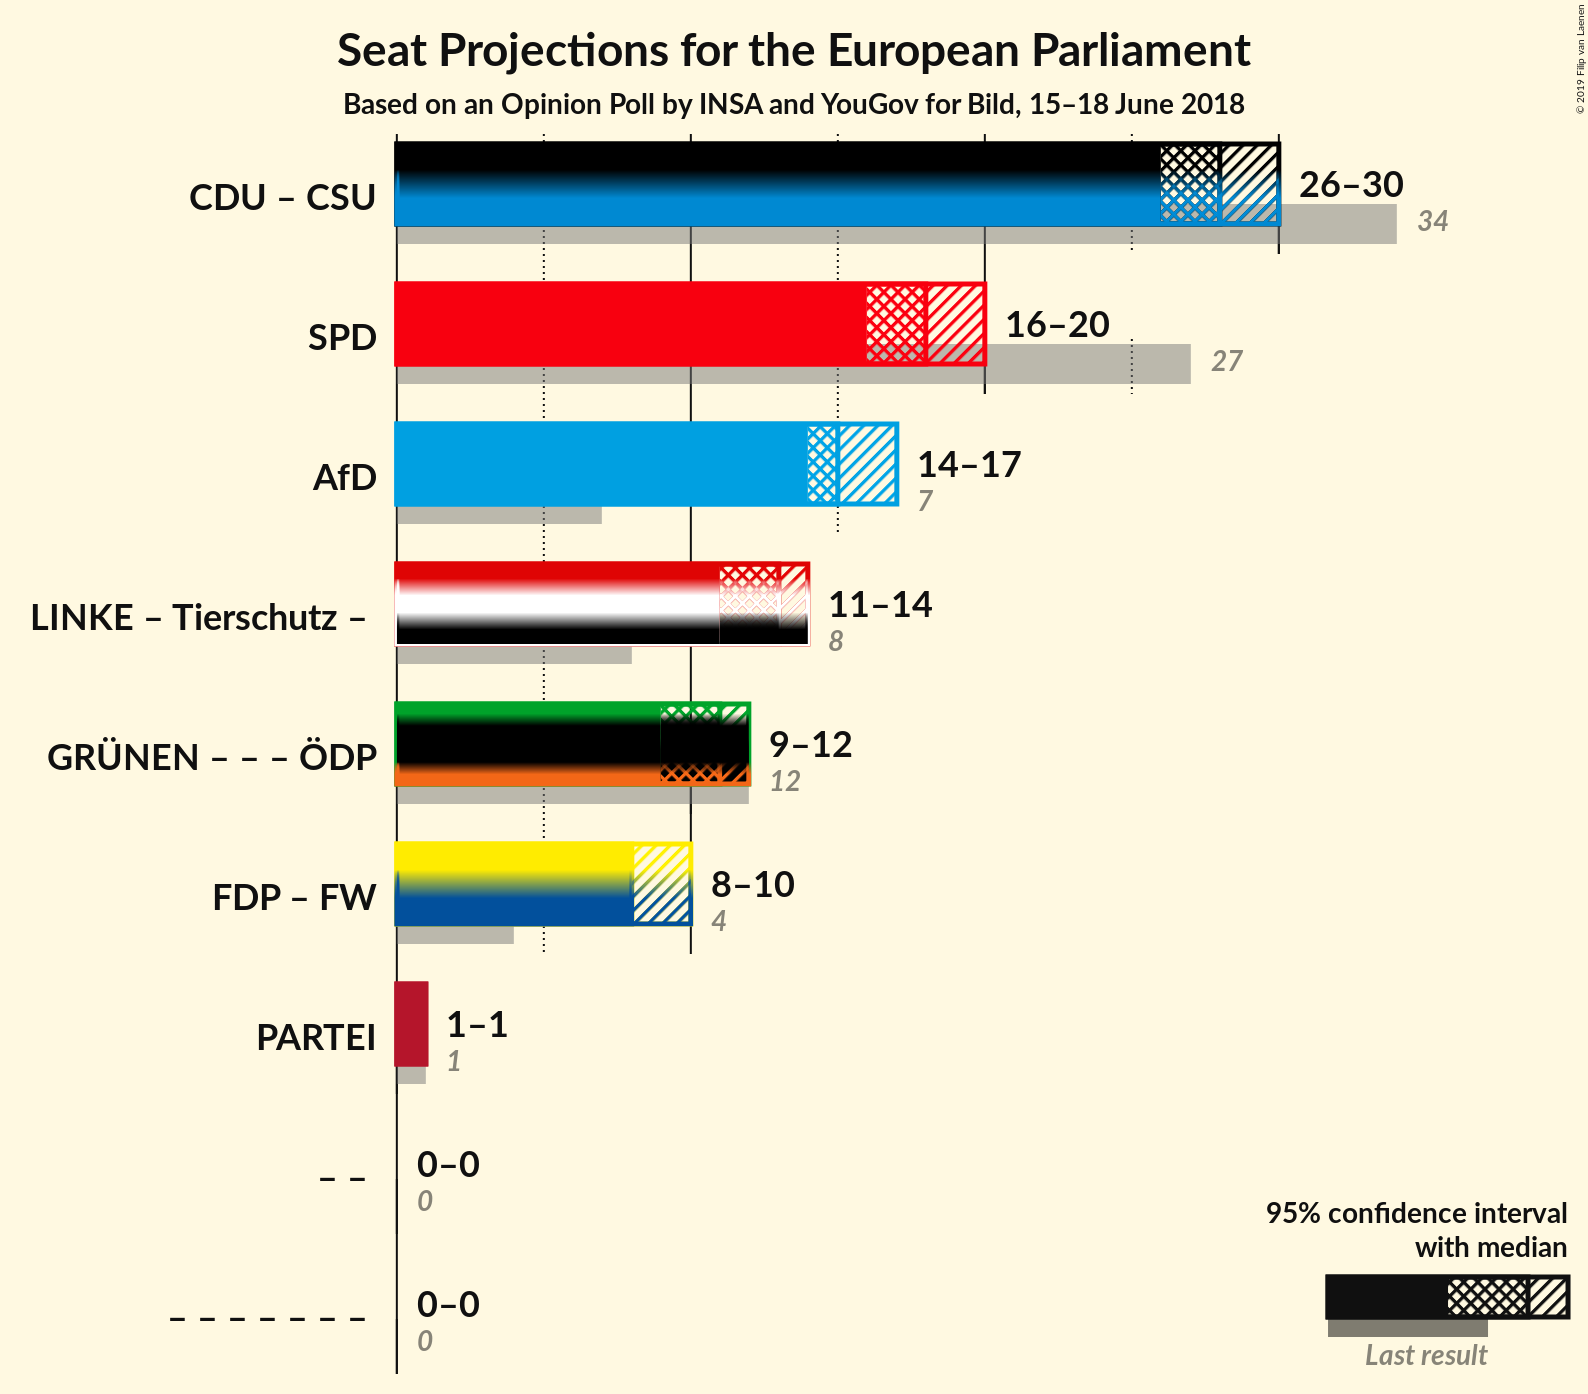 Seat Projections for the European Parliament
Based on an Opinion Poll by INSA and YouGov for Bild, 15–18 June 2018
© 2019 Filip van Laenen
CDU – CSU
26–30
34
SPD
16–20
27
AfD
14–17
7
LINKE – Tierschutz –
11–14
8
GRÜNEN – – – ÖDP
9–12
12
FDP – FW
8–10
4
PARTEI
1–1
1
– –
0–0
0
– – – – – – –
0–0
0
95% confidence interval
with median
Last result